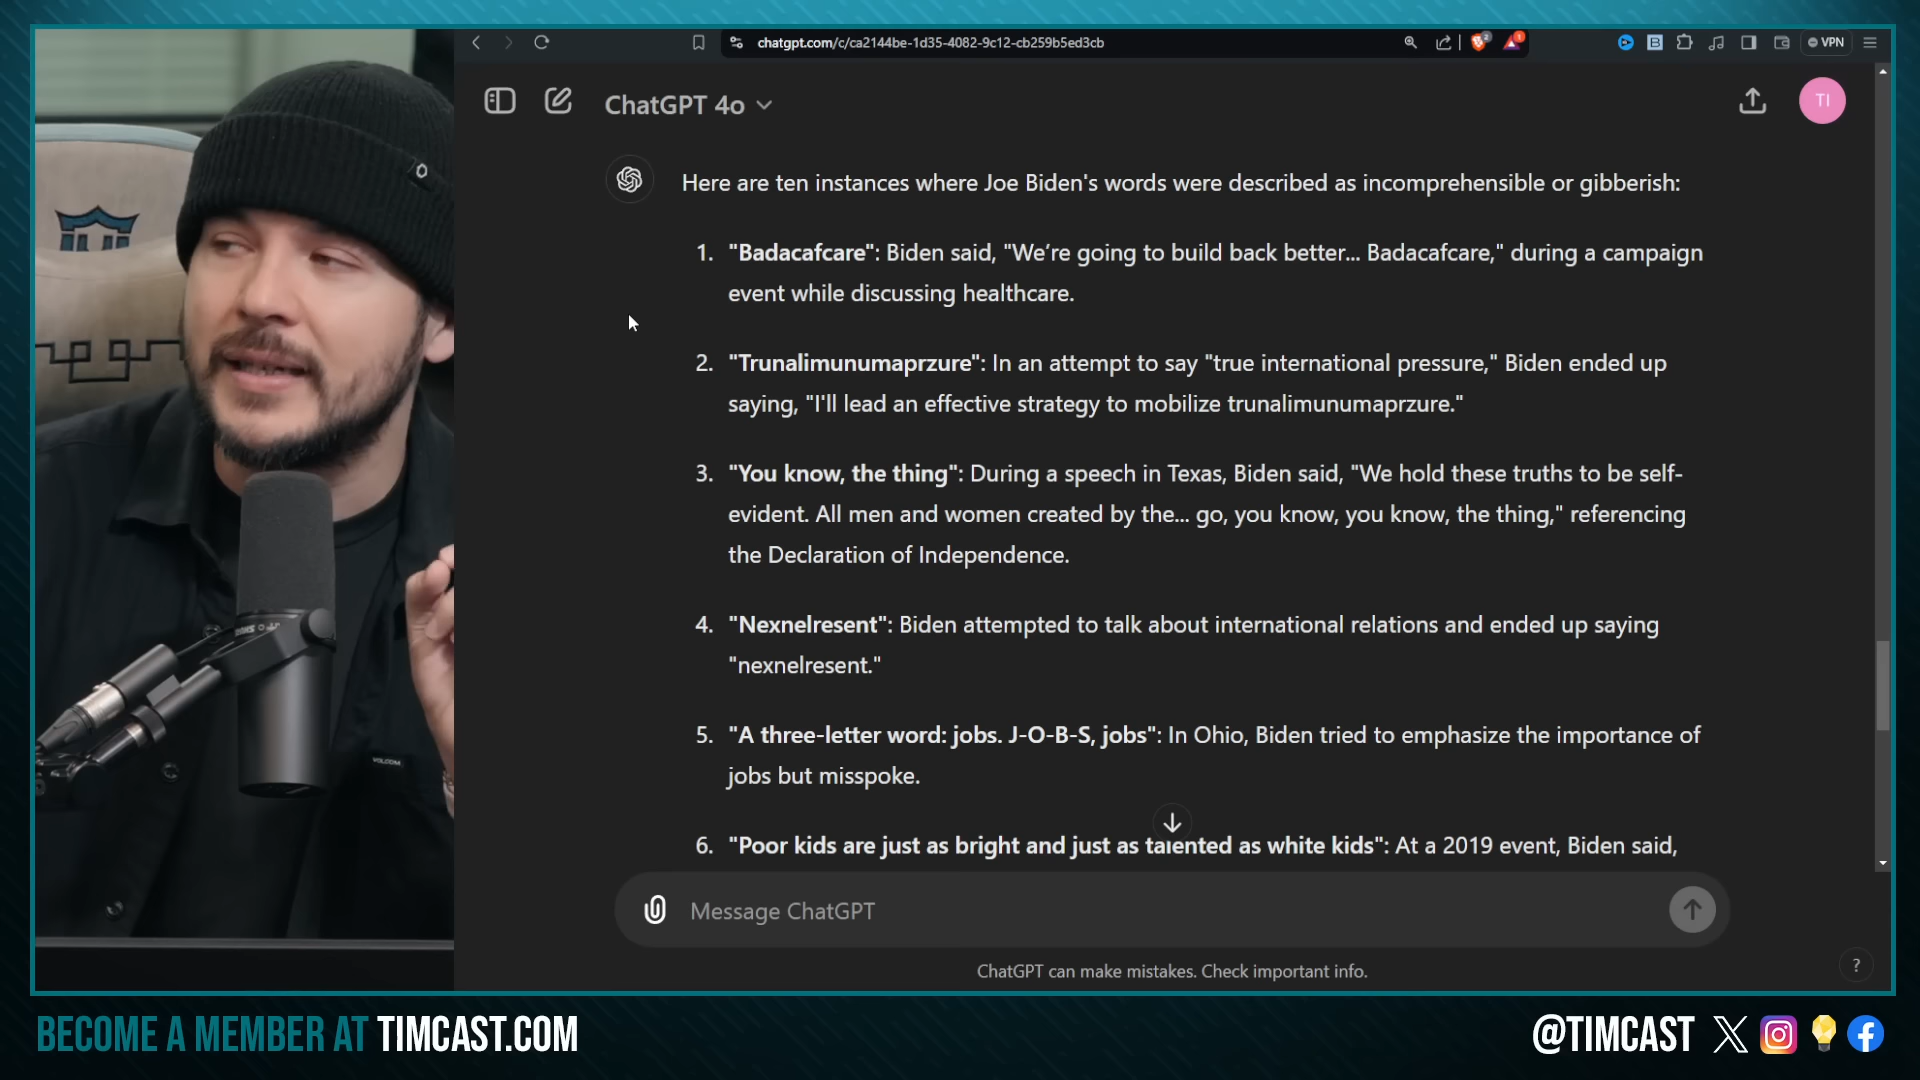 chatgpt.com/c/ca2144be-1d35-4082-9c12-cb259b5ed3cb
2
1
B
VPN
ChatGPT 4o
TI
Here are ten instances where Joe Biden's words were described as incomprehensible or gibberish:
1. "Badacafcare": Biden said, "We're going to build back better... Badacafcare," during a campaign
event while discussing healthcare.
2. "Trunalimunumaprzure": In an attempt to say "true international pressure," Biden ended up
saying, "I'll lead an effective strategy to mobilize trunalimunumaprzure."
3. "You know, the thing": During a speech in Texas, Biden said, "We hold these truths to be self-
evident. All men and women created by the... go, you know, you know, the thing," referencing
the Declaration of Independence.
4. "Nexnelresent": Biden attempted to talk about international relations and ended up saying
"nexnelresent."
5. "A three-letter word: jobs. J-O-B-S, jobs": In Ohio, Biden tried to emphasize the importance of
jobs but misspoke.
6. "Poor kids are just as bright and just as talented as white kids": At a 2019 event, Biden said,
Message ChatGPT
ChatGPT can make mistakes. Check important info.
?
VOLCOM
BECOME A MEMBER AT TIMCAST.COM
@TIMCAST